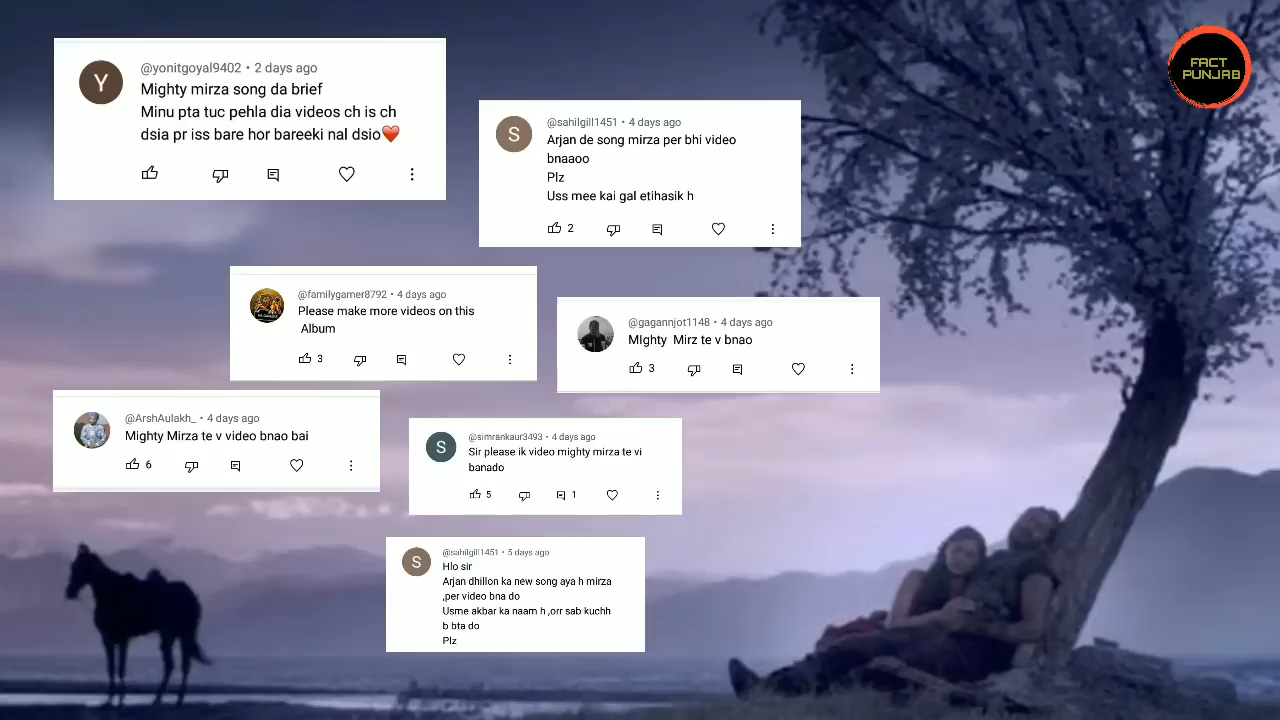 @yonitgoyal9402 • 2 days ago
Mighty mirza song da brief
Minu pta tuc pehla dia videos ch is ch
dsia pr iss bare hor bareeki nal dsio❤️
FACT
PUNJAB
@sahilgill1451 • 4 days ago
Arjan de song mirza per bhi video
bnaaoo
Plz
Uss mee kai gal etihasik h
2
@familygamer8792 • 4 days ago
Please make more videos on this
Album
3
@gagannjot1148 • 4 days ago
MIghty Mirz te v bnao
3
@ArshAulakh_ • 4 days ago
Mighty Mirza te v video bnao bai
6
@simrankaur3493 • 4 days ago
Sir please ik video mighty mirza te vi
banado
5 1
@sahilgill1451 • 5 days ago
Hlo sir
Arjan dhillon ka new song aya h mirza
,per video bna do
Usme akbar ka naam h ,orr sab kuchh
b bta do
Plz
Y
S
S
S